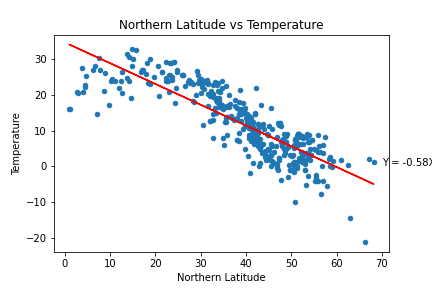 Northern Latitude vs Temperature
30
20
10
0
−10
−20
Temperature
Y = -0.58X
0 10 20 30 40 50 60 70
Northern Latitude